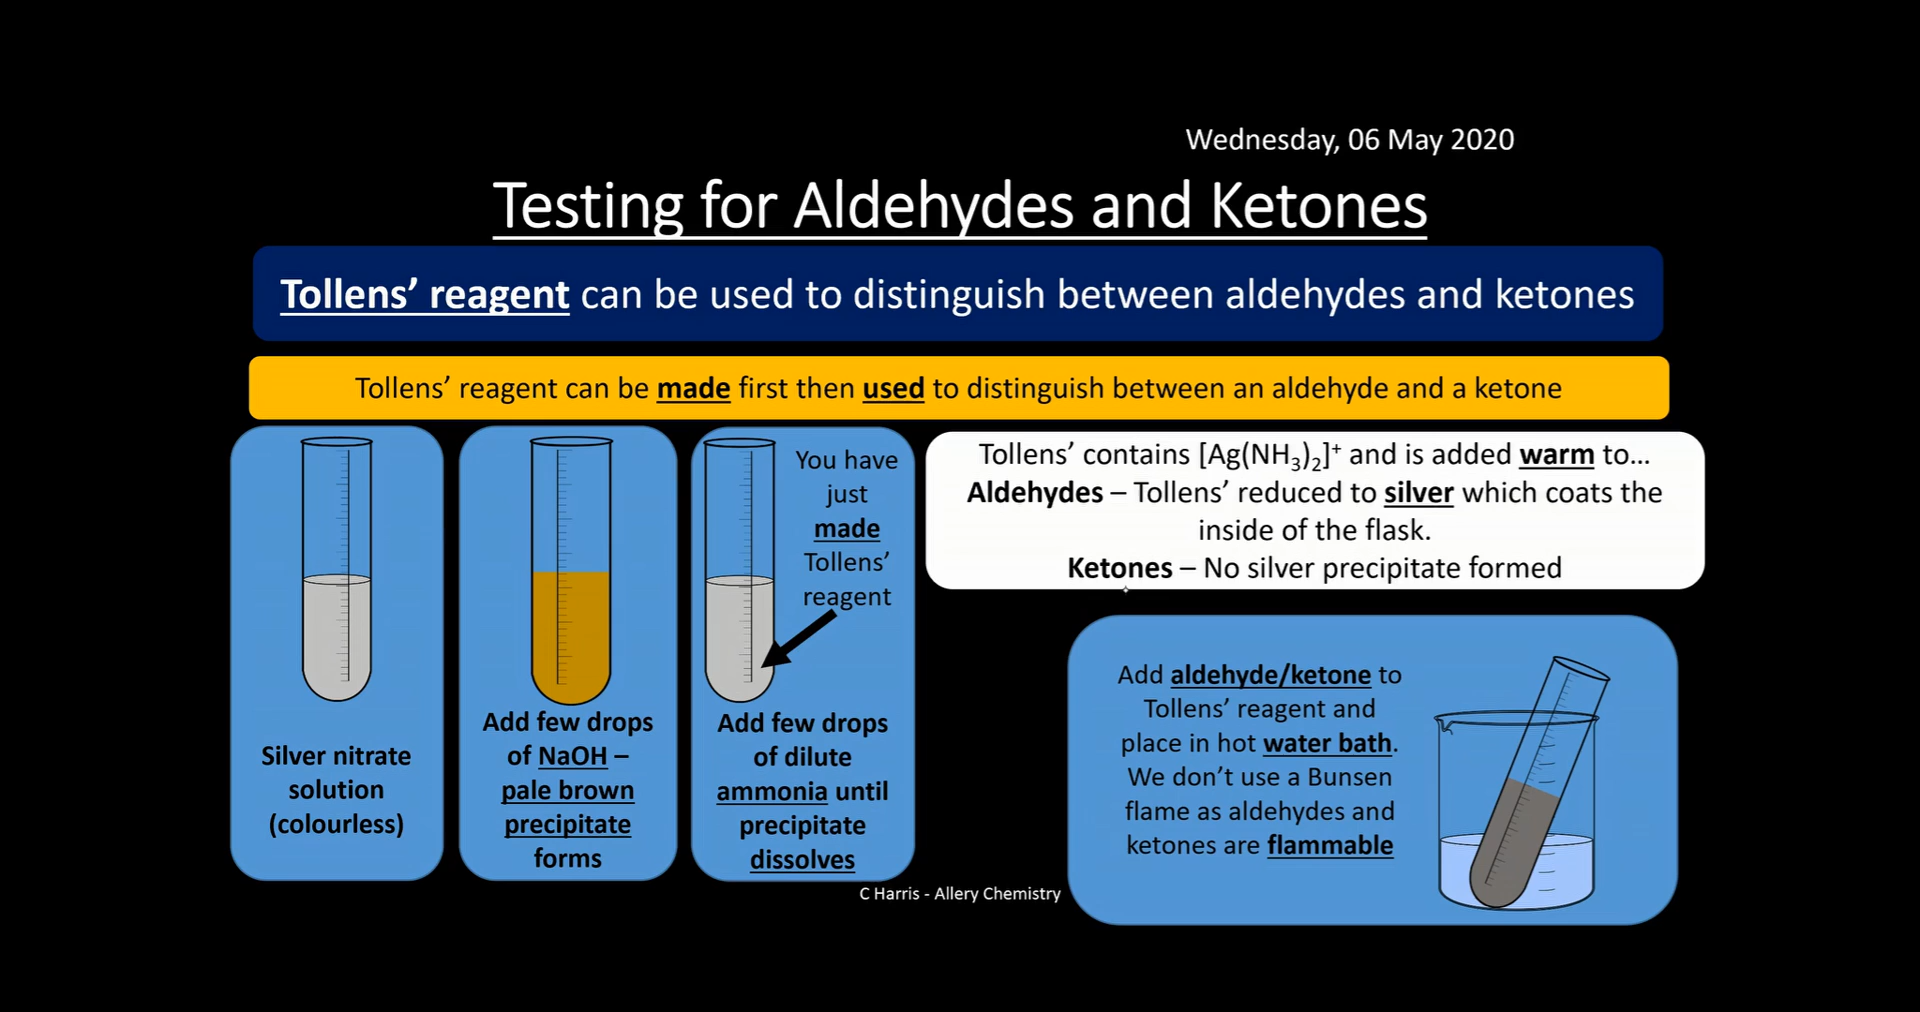 Wednesday, 06 May 2020
Testing for Aldehydes and Ketones
Tollens’ reagent can be used to distinguish between aldehydes and ketones
Tollens’ reagent can be made first then used to distinguish between an aldehyde and a ketone
Silver nitrate
solution
(colourless)
Add few drops
of NaOH –
pale brown
precipitate
forms
You have
just
made
Tollens’
reagent
Add few drops
of dilute
ammonia until
precipitate
dissolves
Tollens’ contains [Ag(NH₃)₂]⁺ and is added warm to...
Aldehydes – Tollens’ reduced to silver which coats the
inside of the flask.
Ketones – No silver precipitate formed
Add aldehyde/ketone to
Tollens’ reagent and
place in hot water bath.
We don’t use a Bunsen
flame as aldehydes and
ketones are flammable
C Harris - Allery Chemistry